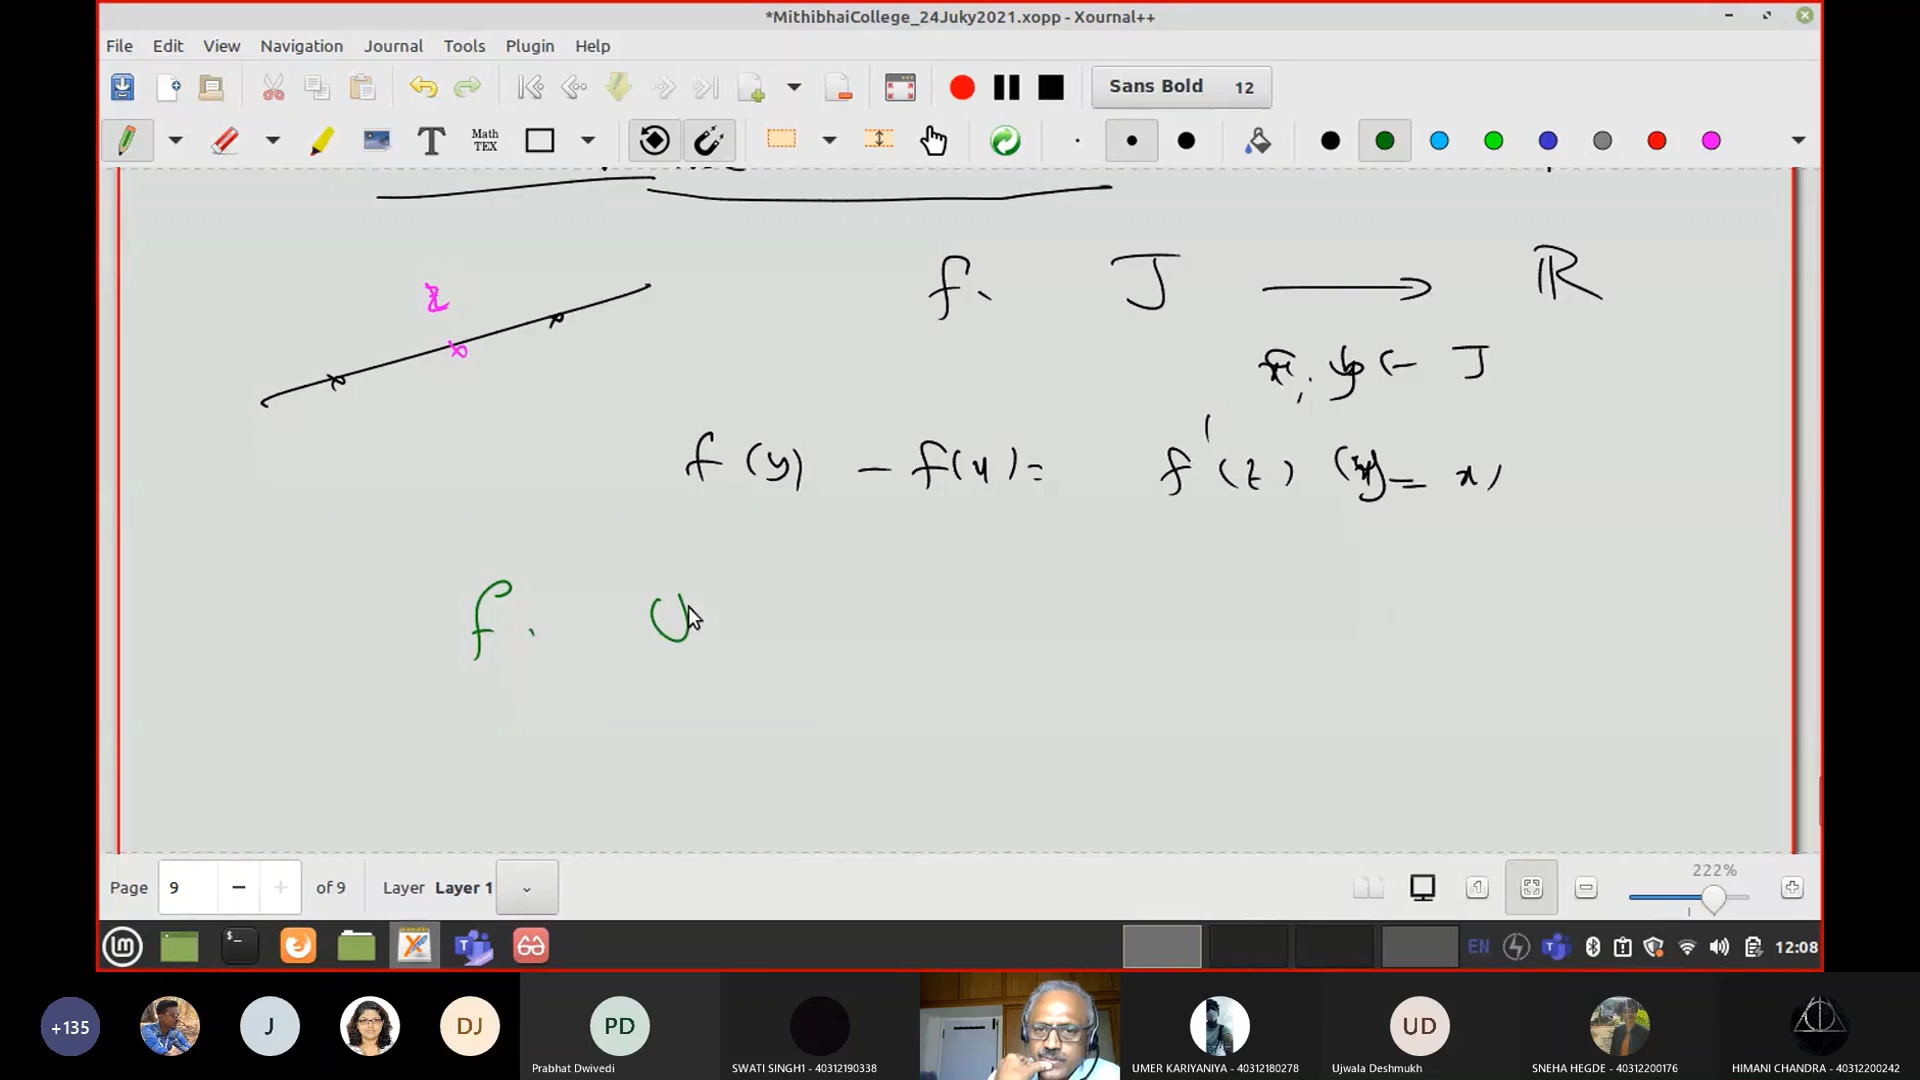 *MithibhaiCollege_24Juky2021.xopp - Xournal++
File Edit View Navigation Journal Tools Plugin Help
Sans Bold 12
Math TEX
z
f. J → ℝ
x, y ∈ J
f(y) - f(x) = f'(z) (y - x)
f. U
222%
Page 9 of 9 Layer Layer 1
EN 12:08
+135 J DJ PD UD
Prabhat Dwivedi SWATI SINGH1 - 40312190338 UMER KARIYANIYA - 40312180278 Ujwala Deshmukh SNEHA HEGDE - 40312200176 HIMANI CHANDRA - 40312200242